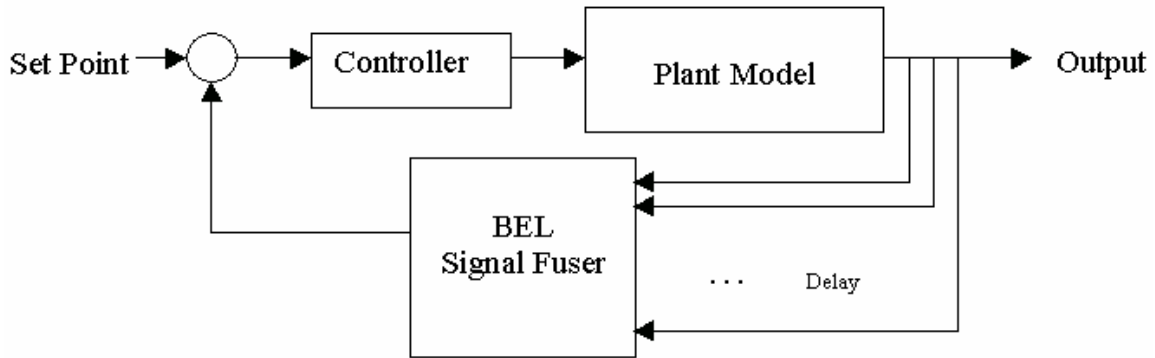 Set Point
Controller
Plant Model
Output
BEL
Signal Fuser
... Delay